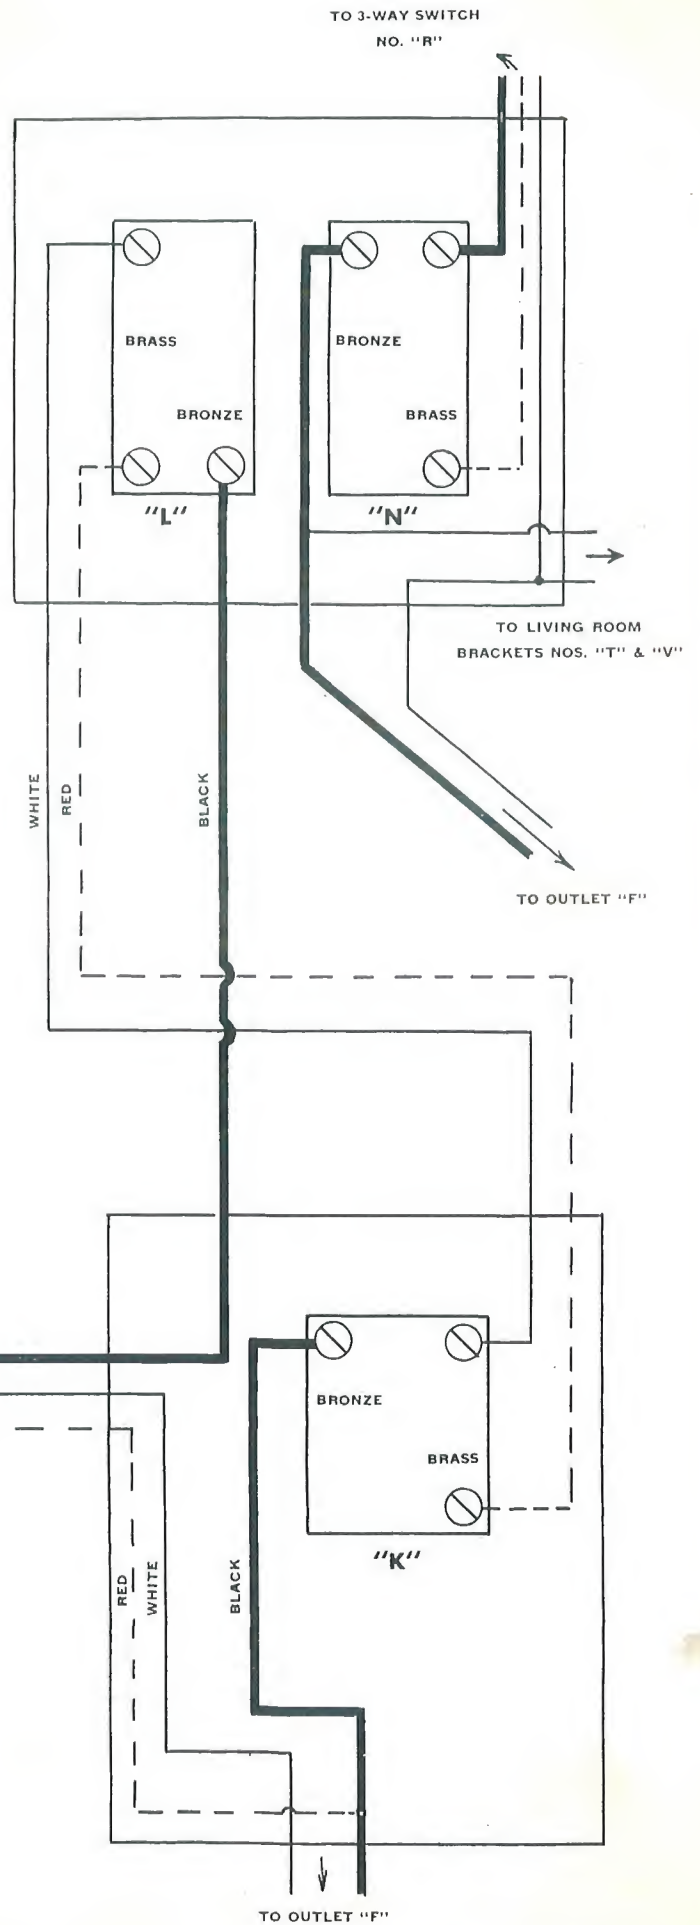 TO 3-WAY SWITCH
NO. "R"
BRASS
BRONZE
BRONZE
BRASS
"L"
"N"
TO LIVING ROOM
BRACKETS NOS. "T" & "V"
WHITE
RED
BLACK
TO OUTLET "F"
BRONZE
BRASS
"K"
RED
WHITE
BLACK
TO OUTLET "F"